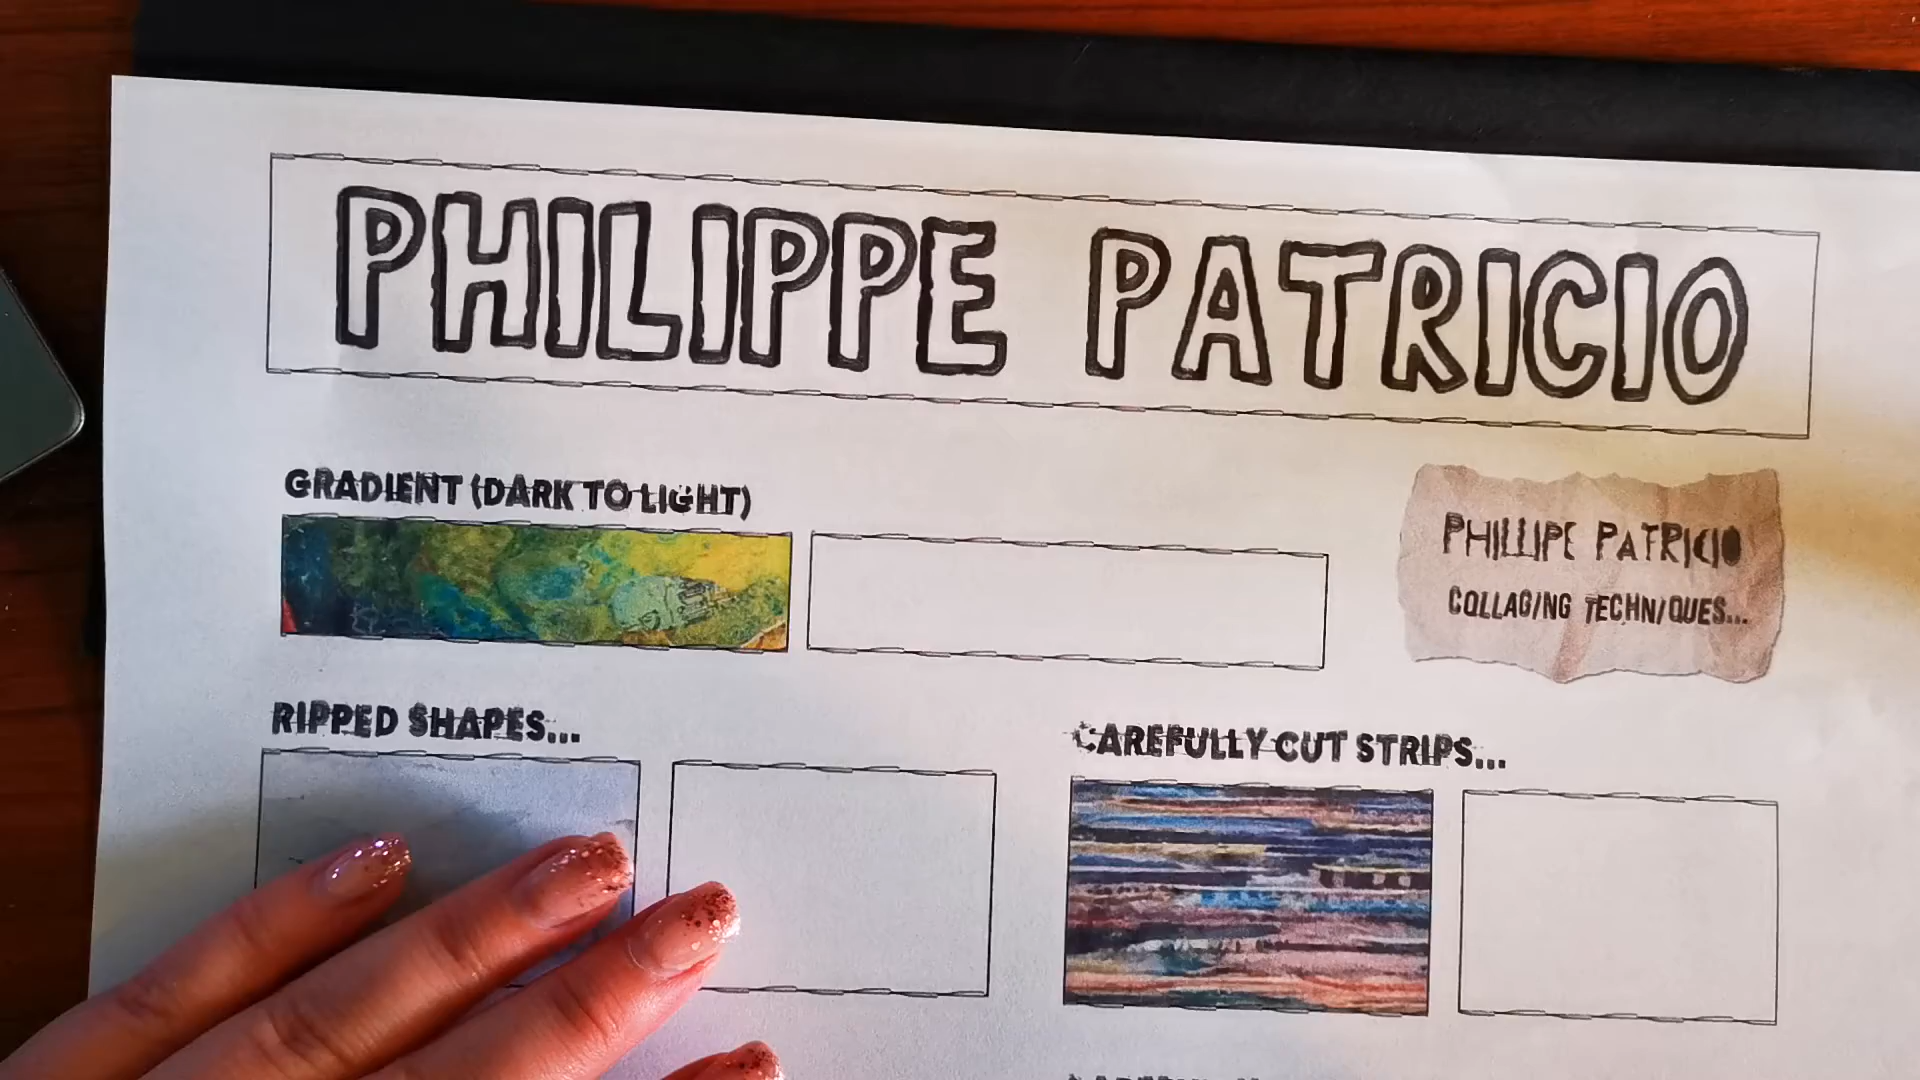 PHILIPPE PATRICIO
GRADIENT (DARK TO LIGHT)
PHILLIPE PATRICIO
COLLAGING TECHNIQUES...
RIPPED SHAPES...
CAREFULLY CUT STRIPS...